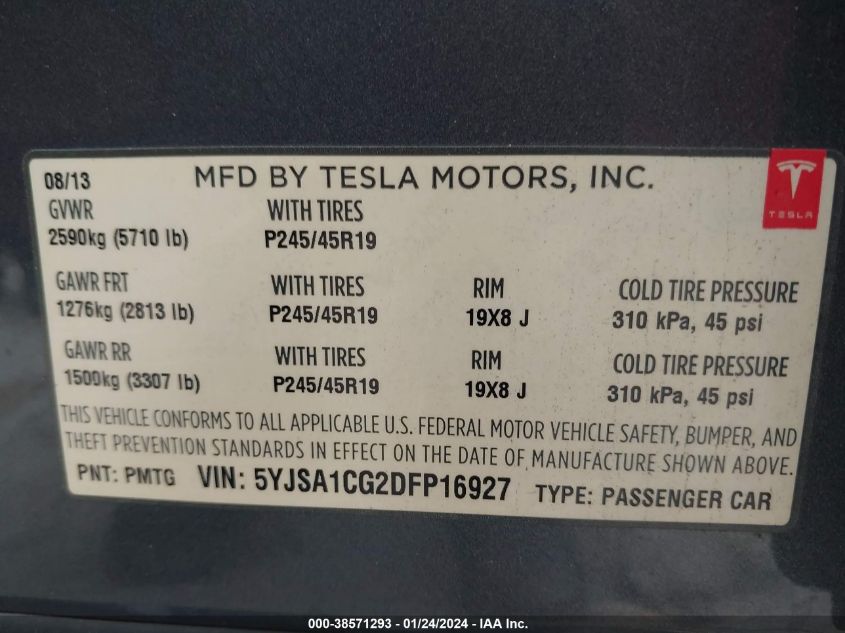 08/13 MFD BY TESLA MOTORS, INC.
TESLA
GVWR WITH TIRES
2590kg (5710 lb) P245/45R19
GAWR FRT WITH TIRES RIM COLD TIRE PRESSURE
1276kg (2813 lb) P245/45R19 19X8 J 310 kPa, 45 psi
GAWR RR WITH TIRES RIM COLD TIRE PRESSURE
1500kg (3307 lb) P245/45R19 19X8 J 310 kPa, 45 psi
THIS VEHICLE CONFORMS TO ALL APPLICABLE U.S. FEDERAL MOTOR VEHICLE SAFETY, BUMPER, AND
THEFT PREVENTION STANDARDS IN EFFECT ON THE DATE OF MANUFACTURE SHOWN ABOVE.
PNT: PMTG VIN: 5YJSA1CG2DFP16927 TYPE: PASSENGER CAR
000-38571293 - 01/24/2024 - IAA Inc.